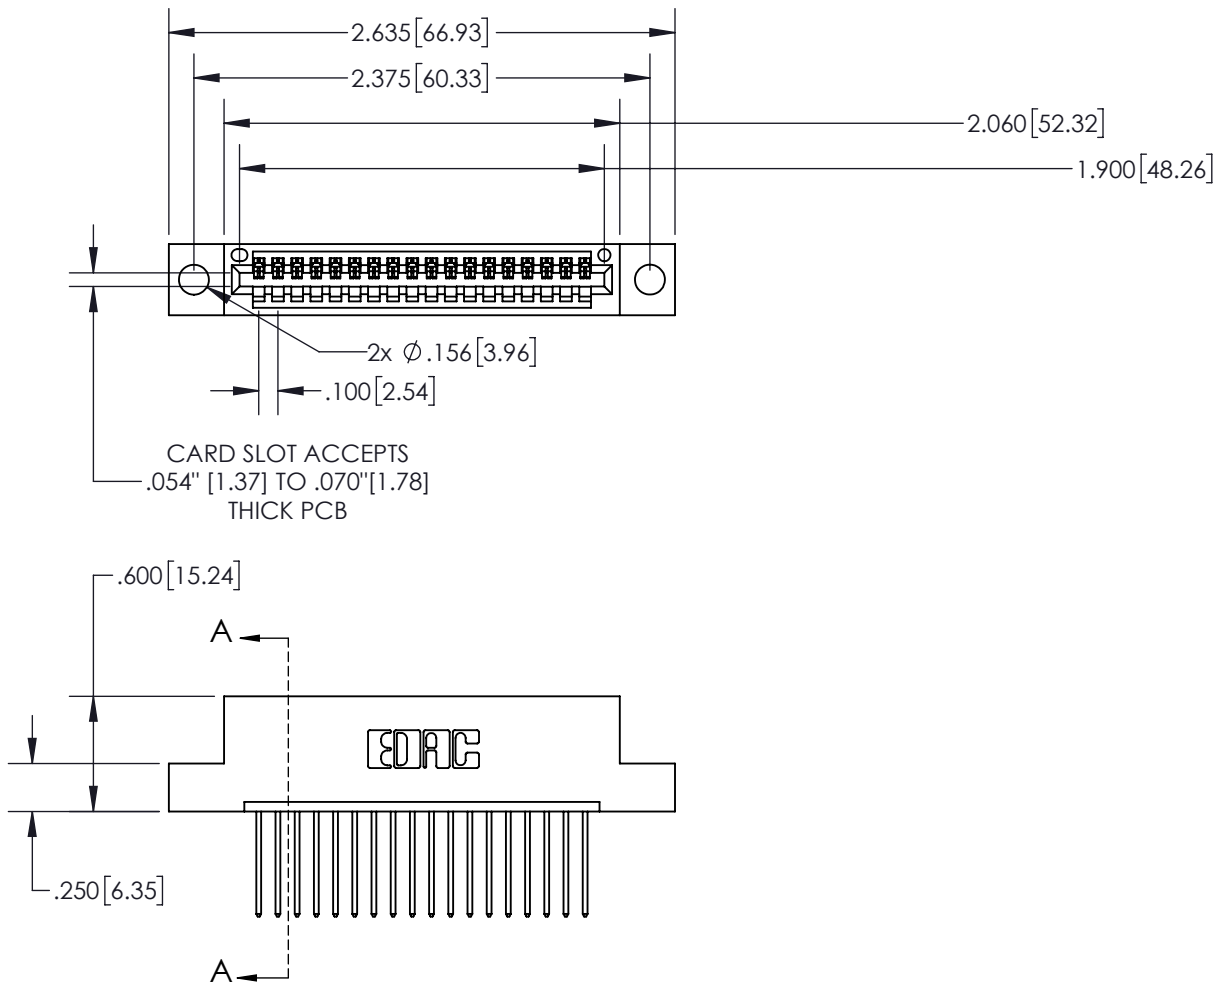 2.635[66.93]
2.375[60.33]
2.060[52.32]
1.900[48.26]
2x Ø.156[3.96]
.100[2.54]
CARD SLOT ACCEPTS
.054" [1.37] TO .070"[1.78]
THICK PCB
.600[15.24]
A
EDAC
.250[6.35]
A